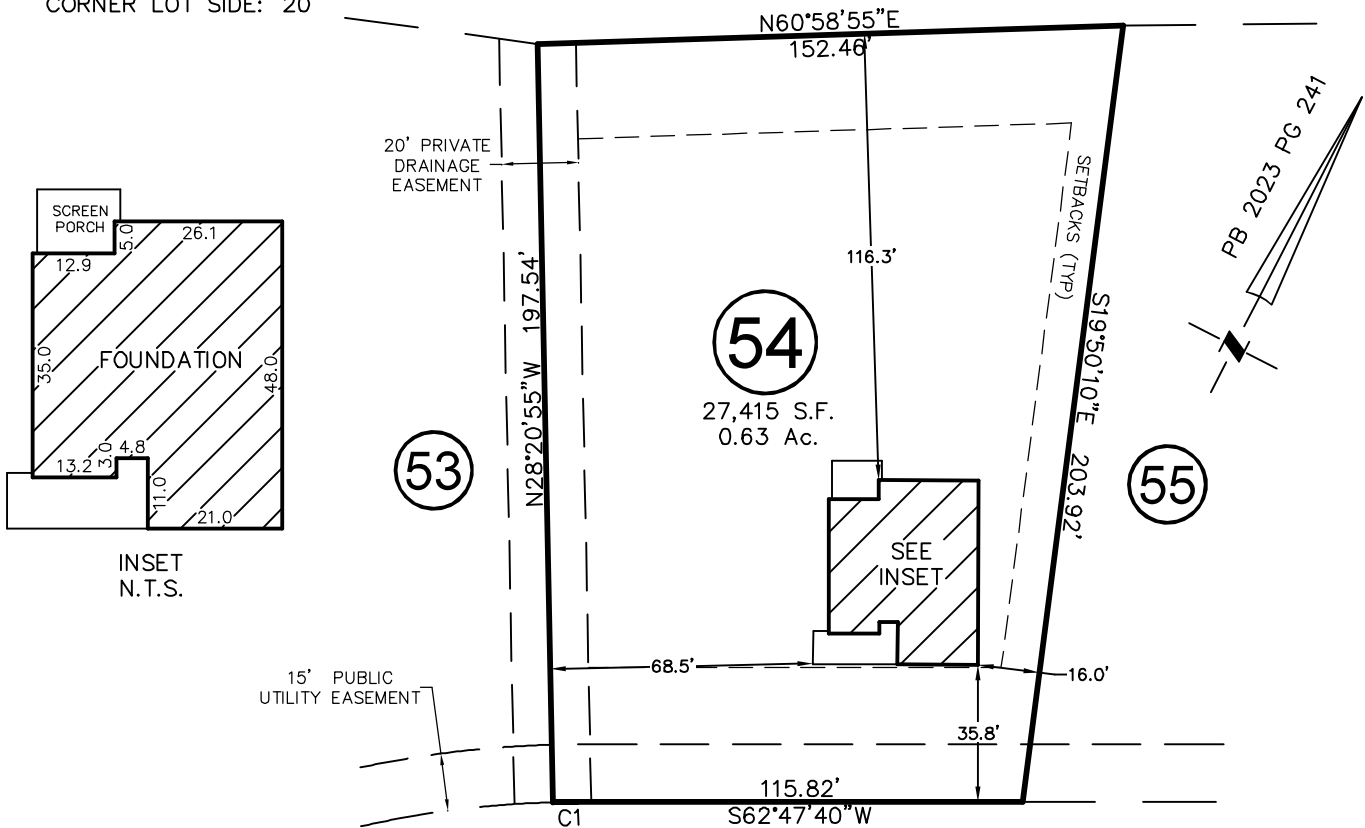 CORNER LOT SIDE: 20'
N60°58'55"E
152.46'
20' PRIVATE
DRAINAGE
EASEMENT
PB 2023 PG 241
SETBACKS (TYP)
SCREEN
PORCH
5.0
26.1
12.9
FOUNDATION
35.0
48.0
13.2
3.0
4.8
11.0
21.0
INSET
N.T.S.
N28°20'55"W 197.54'
116.3'
54
27,415 S.F.
0.63 Ac.
S19°50'10"E 203.92'
53
55
SEE
INSET
68.5'
16.0'
15' PUBLIC
UTILITY EASEMENT
35.8'
115.82'
C1
S62°47'40"W